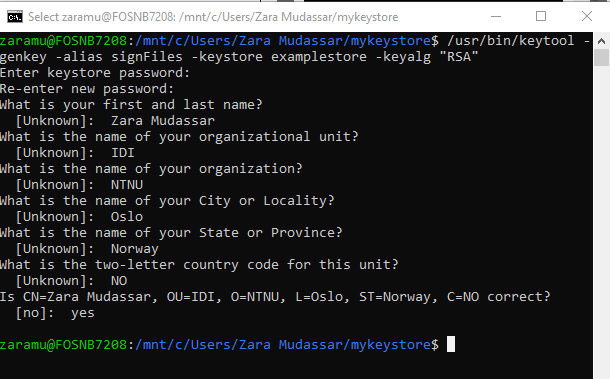 Select zaramu@FOSNB7208: /mnt/c/Users/Zara Mudassar/mykeystore
zaramu@FOSNB7208:/mnt/c/Users/Zara Mudassar/mykeystore$ /usr/bin/keytool -
genkey -alias signFiles -keystore examplestore -keyalg "RSA"
Enter keystore password:
Re-enter new password:
What is your first and last name?
[Unknown]: Zara Mudassar
What is the name of your organizational unit?
[Unknown]: IDI
What is the name of your organization?
[Unknown]: NTNU
What is the name of your City or Locality?
[Unknown]: Oslo
What is the name of your State or Province?
[Unknown]: Norway
What is the two-letter country code for this unit?
[Unknown]: NO
Is CN=Zara Mudassar, OU=IDI, O=NTNU, L=Oslo, ST=Norway, C=NO correct?
[no]: yes
zaramu@FOSNB7208:/mnt/c/Users/Zara Mudassar/mykeystore$